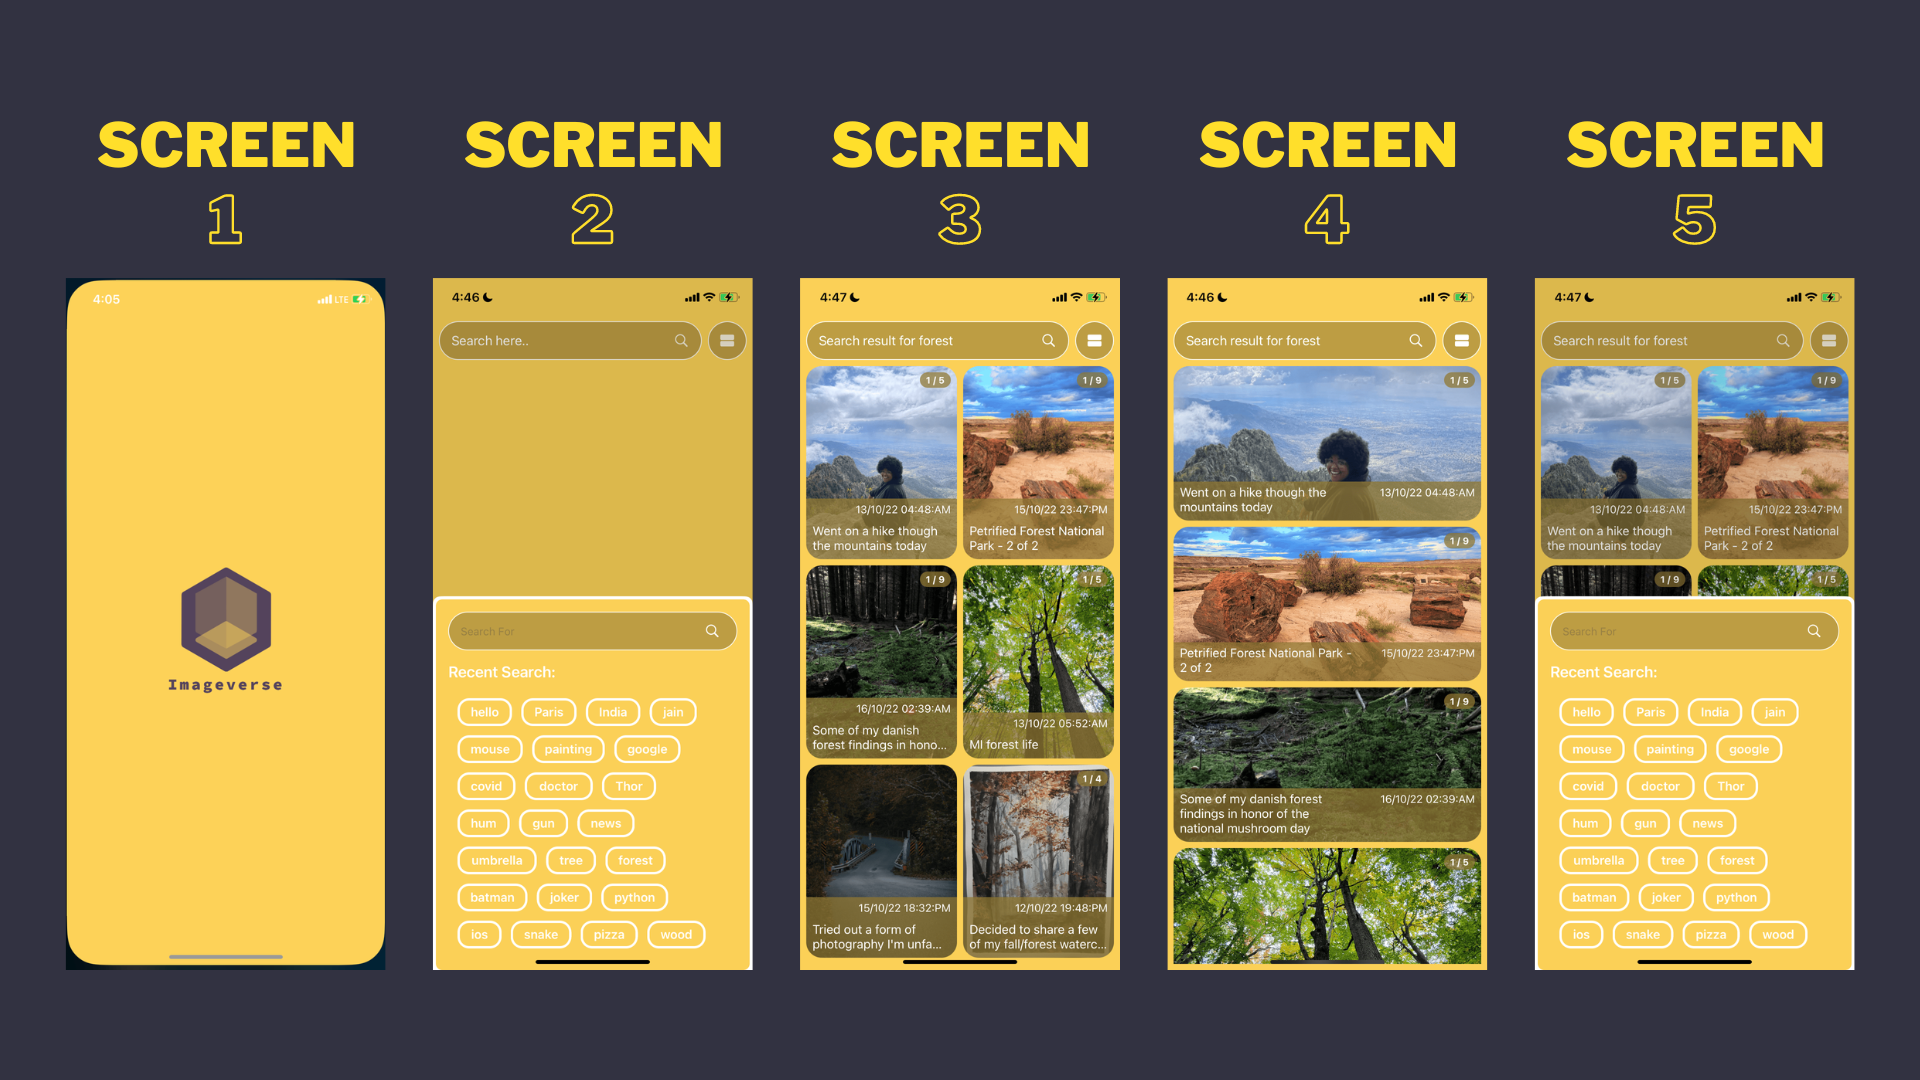 SCREEN
1
4:05
LTE
Imageverse
SCREEN
2
4:46
Search here..
Search For
Recent Search:
hello Paris India jain
mouse painting google
covid doctor Thor
hum gun news
umbrella tree forest
batman joker python
ios snake pizza wood
SCREEN
3
4:47
Search result for forest
1 / 5
13/10/22 04:48:AM
Went on a hike though
the mountains today
1 / 9
15/10/22 23:47:PM
Petrified Forest National
Park - 2 of 2
1 / 9
16/10/22 02:39:AM
Some of my danish
forest findings in hono...
1 / 5
13/10/22 05:52:AM
MI forest life
15/10/22 18:32:PM
Tried out a form of
photography I'm unfa...
1 / 4
12/10/22 19:48:PM
Decided to share a few
of my fall/forest waterc...
SCREEN
4
4:46
Search result for forest
1 / 5
Went on a hike though the 13/10/22 04:48:AM
mountains today
1 / 9
Petrified Forest National Park - 15/10/22 23:47:PM
2 of 2
1 / 9
Some of my danish forest 16/10/22 02:39:AM
findings in honor of the
national mushroom day
1 / 5
SCREEN
5
4:47
Search result for forest
1 / 5
13/10/22 04:48:AM
Went on a hike though
the mountains today
1 / 9
15/10/22 23:47:PM
Petrified Forest National
Park - 2 of 2
1 / 9
1 / 5
Search For
Recent Search:
hello Paris India jain
mouse painting google
covid doctor Thor
hum gun news
umbrella tree forest
batman joker python
ios snake pizza wood